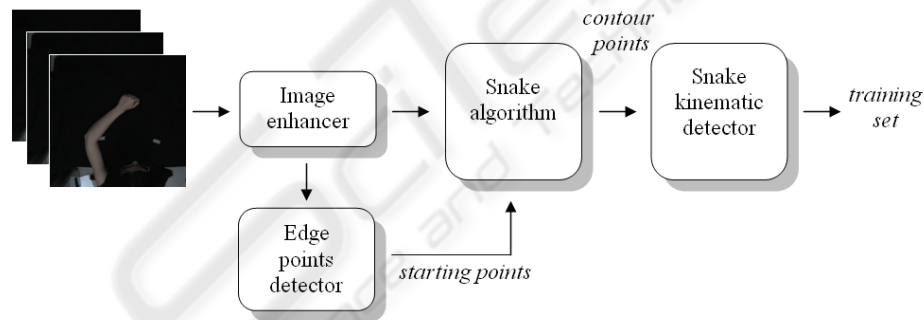 contour
points
Image
enhancer
Snake
algorithm
Snake
kinematic
detector
training
set
Edge
points
detector
starting points